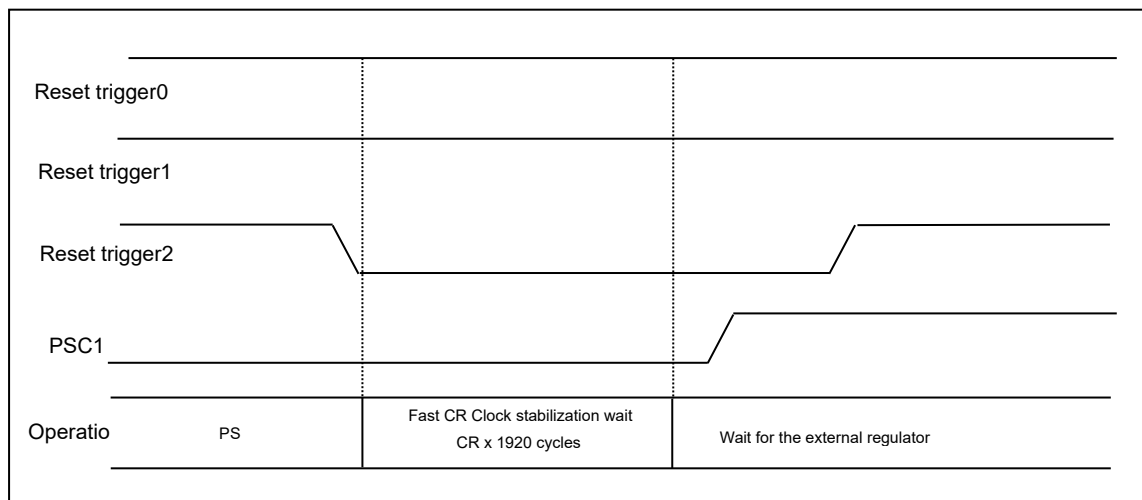 Reset trigger0
Reset trigger1
Reset trigger2
PSC1
Operatio
PS
Fast CR Clock stabilization wait
CR x 1920 cycles
Wait for the external regulator